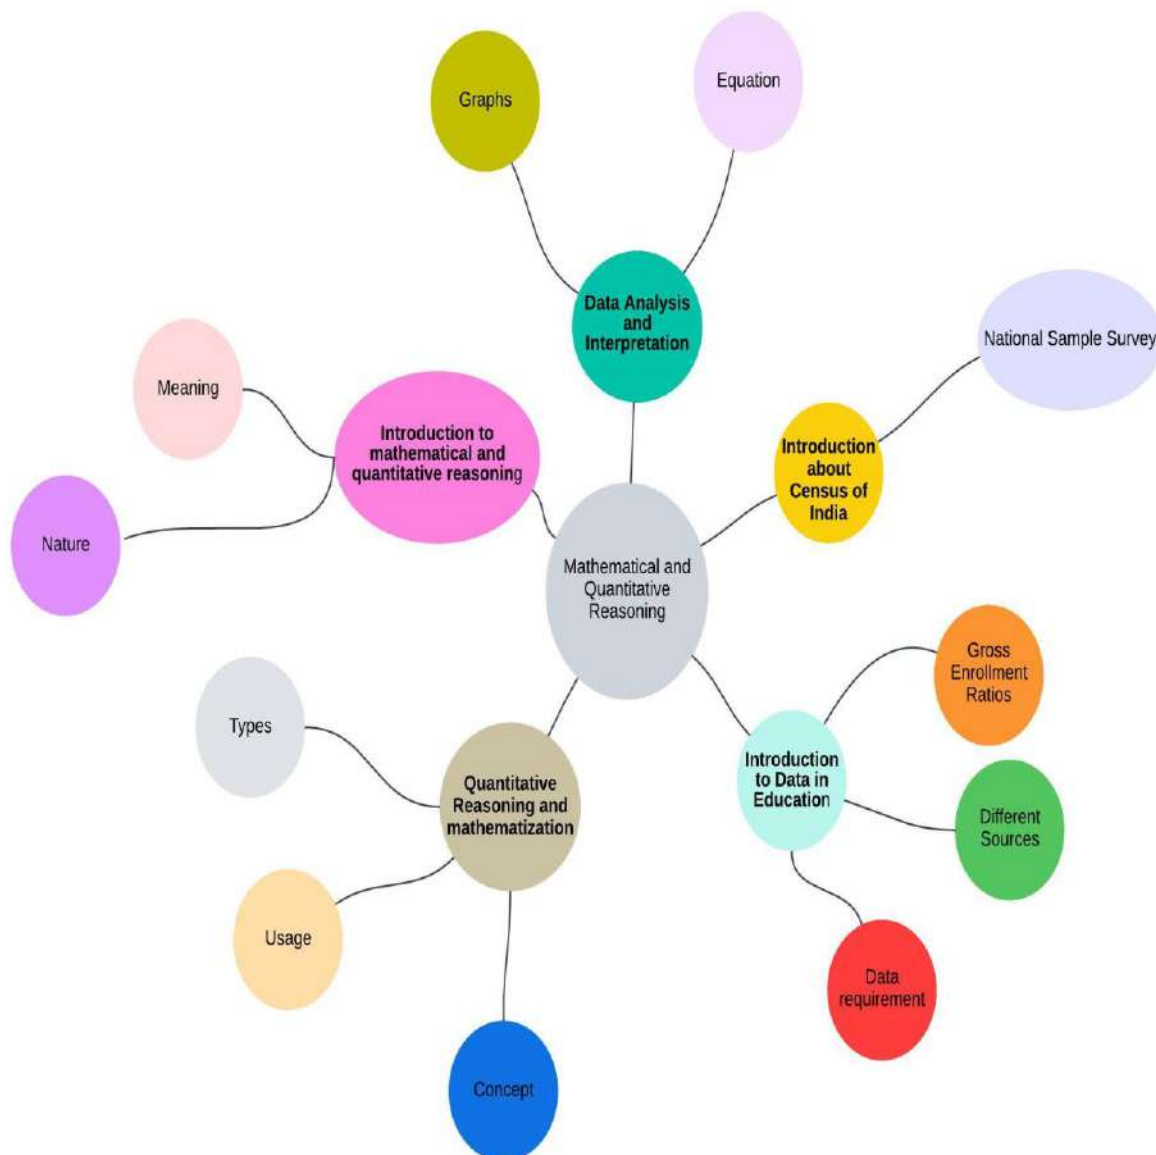 Graphs
Equation
Data Analysis
and
Interpretation
National Sample Survey
Meaning
Introduction to
mathematical and
quantitative reasoning
Introduction
about
Census of
India
Nature
Mathematical and
Quantitative
Reasoning
Gross
Enrollment
Ratios
Types
Introduction
to Data in
Education
Quantitative
Reasoning and
mathematization
Different
Sources
Usage
Data
requirement
Concept